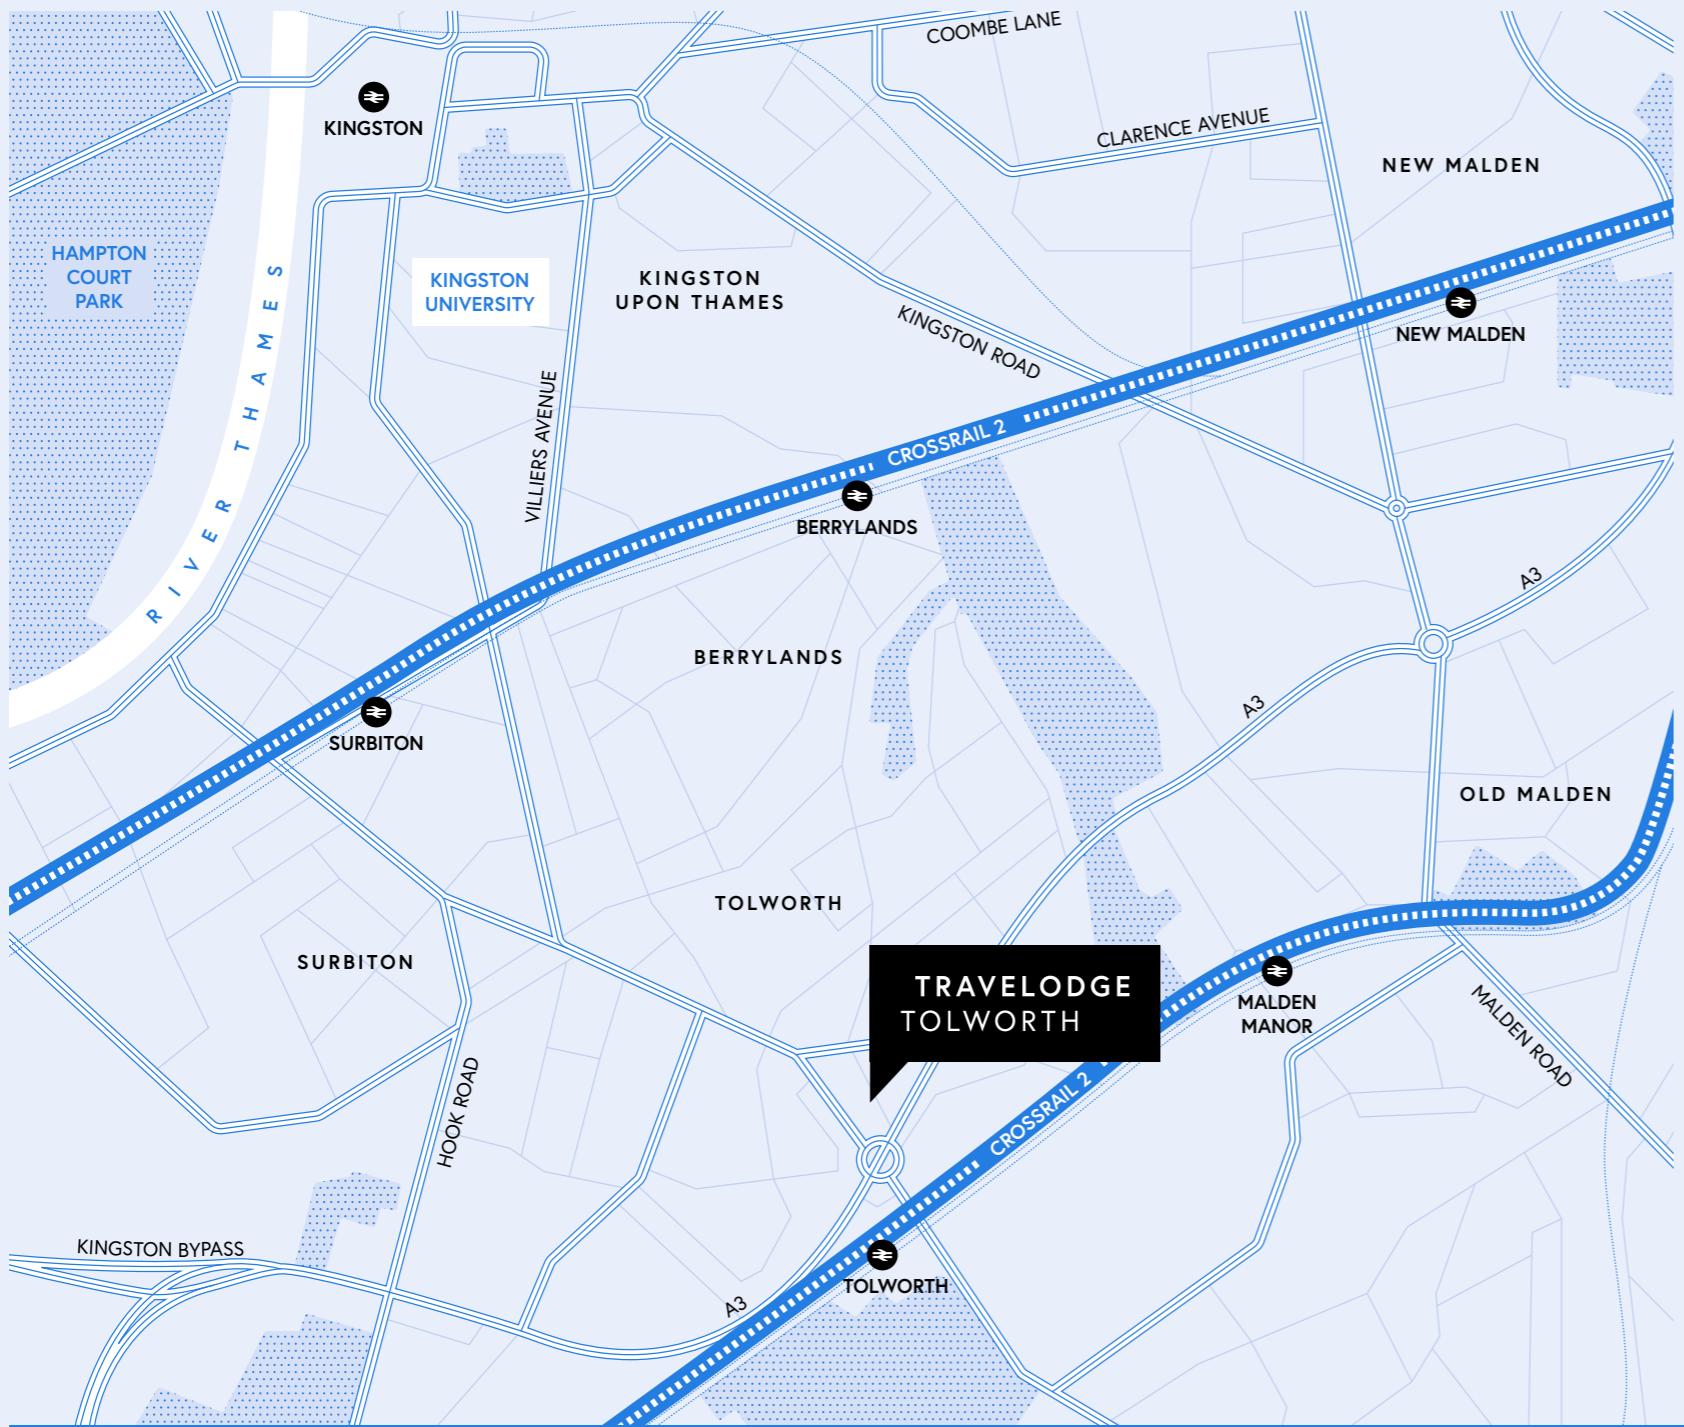 COOMBE LANE
KINGSTON
CLARENCE AVENUE
NEW MALDEN
HAMPTON
COURT
PARK
RIVER THAMES
KINGSTON
UNIVERSITY
KINGSTON
UPON THAMES
KINGSTON ROAD
NEW MALDEN
VILLIERS AVENUE
CROSSRAIL 2
BERRYLANDS
A3
BERRYLANDS
A3
SURBITON
OLD MALDEN
TOLWORTH
SURBITON
TRAVELODGE
TOLWORTH
MALDEN
MANOR
MALDEN ROAD
HOOK ROAD
CROSSRAIL 2
KINGSTON BYPASS
TOLWORTH
A3